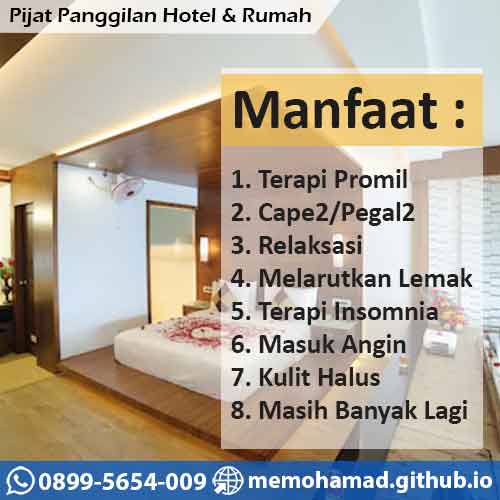 Pijat Panggilan Hotel & Rumah
Manfaat :
1. Terapi Promil
2. Cape2/Pegal2
3. Relaksasi
4. Melarutkan Lemak
5. Terapi Insomnia
6. Masuk Angin
7. Kulit Halus
8. Masih Banyak Lagi
0899-5654-009 memohamad.github.io